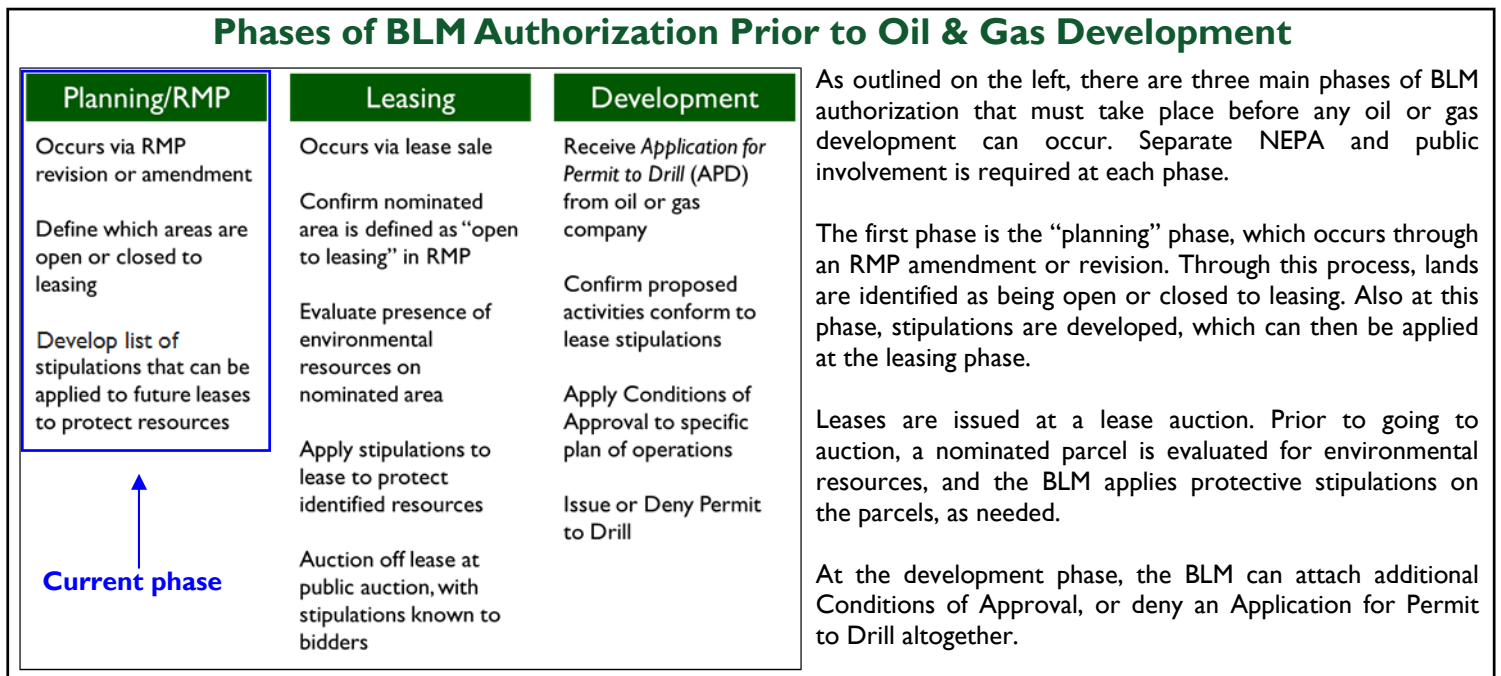 Phases of BLM Authorization Prior to Oil & Gas Development
Planning/RMP
Occurs via RMP
revision or amendment
Define which areas are
open or closed to
leasing
Develop list of
stipulations that can be
applied to future leases
to protect resources
Current phase
Leasing
Occurs via lease sale
Confirm nominated
area is defined as “open
to leasing” in RMP
Evaluate presence of
environmental
resources on
nominated area
Apply stipulations to
lease to protect
identified resources
Auction off lease at
public auction, with
stipulations known to
bidders
Development
Receive Application for
Permit to Drill (APD)
from oil or gas
company
Confirm proposed
activities conform to
lease stipulations
Apply Conditions of
Approval to specific
plan of operations
Issue or Deny Permit
to Drill
As outlined on the left, there are three main phases of BLM
authorization that must take place before any oil or gas
development can occur. Separate NEPA and public
involvement is required at each phase.
The first phase is the “planning” phase, which occurs through
an RMP amendment or revision. Through this process, lands
are identified as being open or closed to leasing. Also at this
phase, stipulations are developed, which can then be applied
at the leasing phase.
Leases are issued at a lease auction. Prior to going to
auction, a nominated parcel is evaluated for environmental
resources, and the BLM applies protective stipulations on
the parcels, as needed.
At the development phase, the BLM can attach additional
Conditions of Approval, or deny an Application for Permit
to Drill altogether.